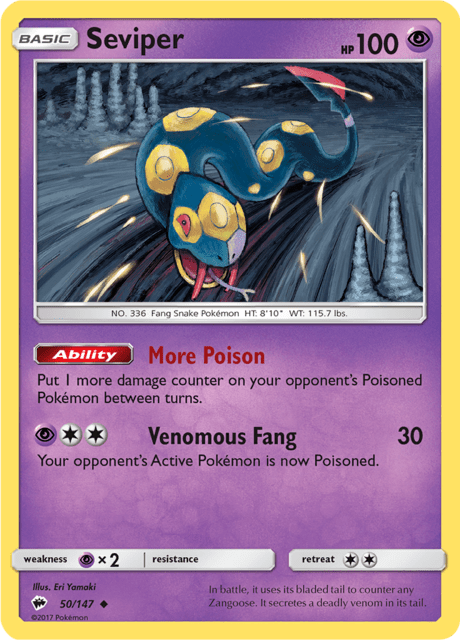 BASIC Seviper HP 100
NO. 336 Fang Snake Pokémon HT: 8'10" WT: 115.7 lbs.
Ability More Poison
Put 1 more damage counter on your opponent's Poisoned
Pokémon between turns.
Venomous Fang 30
Your opponent's Active Pokémon is now Poisoned.
weakness ×2 resistance retreat
Illus. Eri Yamaki
50/147
©2017 Pokémon
In battle, it uses its bladed tail to counter any
Zangoose. It secretes a deadly venom in its tail.